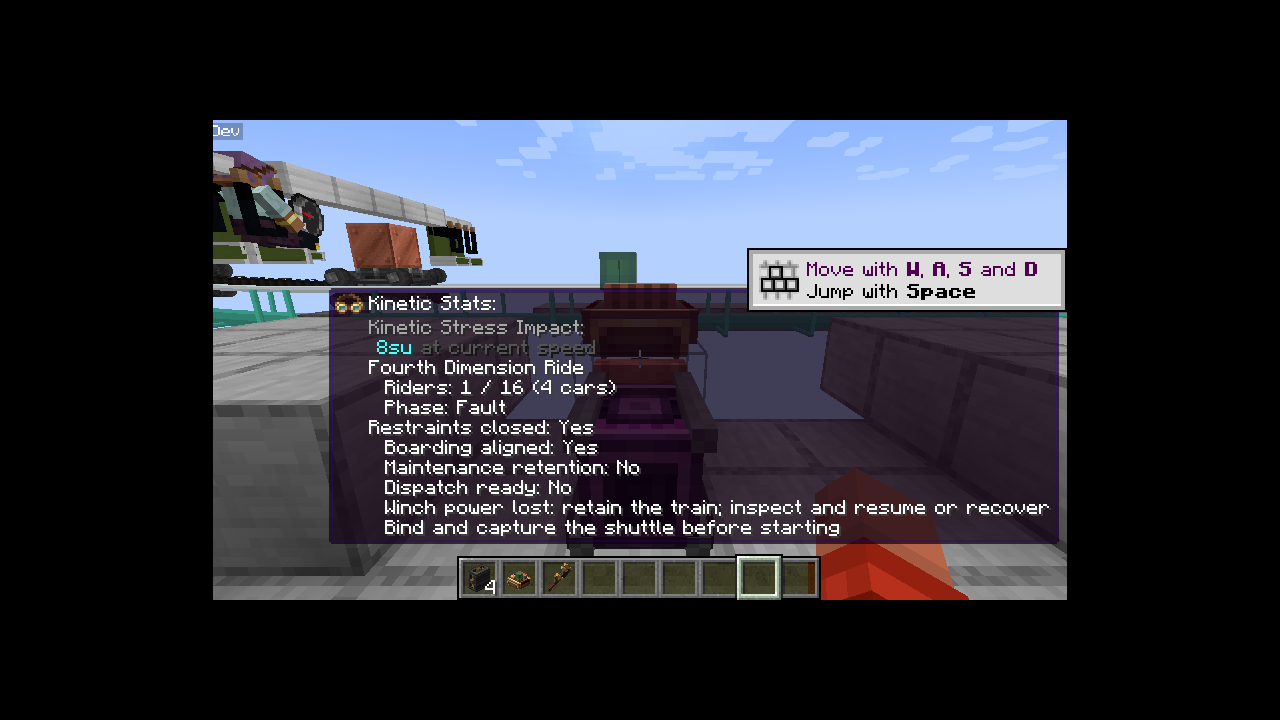 Dev
Move with W, A, S and D
Jump with Space
Kinetic Stats:
Kinetic Stress Impact:
8su at current speed
Fourth Dimension Ride
Riders: 1 / 16 (4 cars)
Phase: Fault
Restraints closed: Yes
Boarding aligned: Yes
Maintenance retention: No
Dispatch ready: No
Winch power lost: retain the train; inspect and resume or recover
Bind and capture the shuttle before starting
4